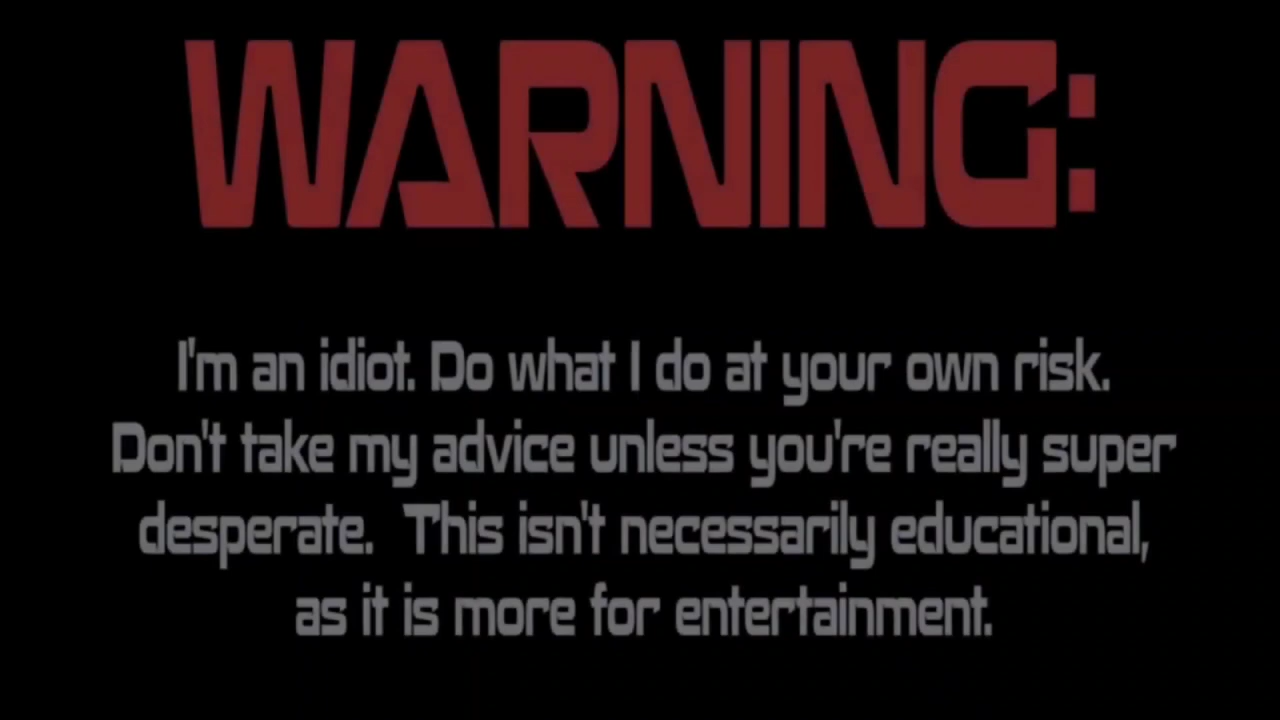 WARNING:
I'm an idiot. Do what I do at your own risk.
Don't take my advice unless you're really super
desperate.  This isn't necessarily educational,
as it is more for entertainment.